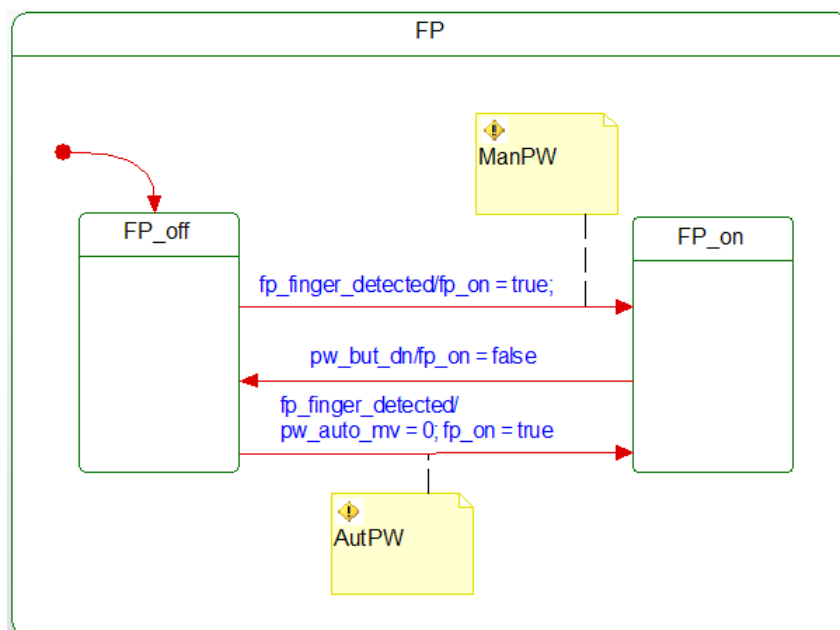 FP
ManPW
FP_off
FP_on
fp_finger_detected/fp_on = true;
pw_but_dn/fp_on = false
fp_finger_detected/
pw_auto_mv = 0; fp_on = true
AutPW